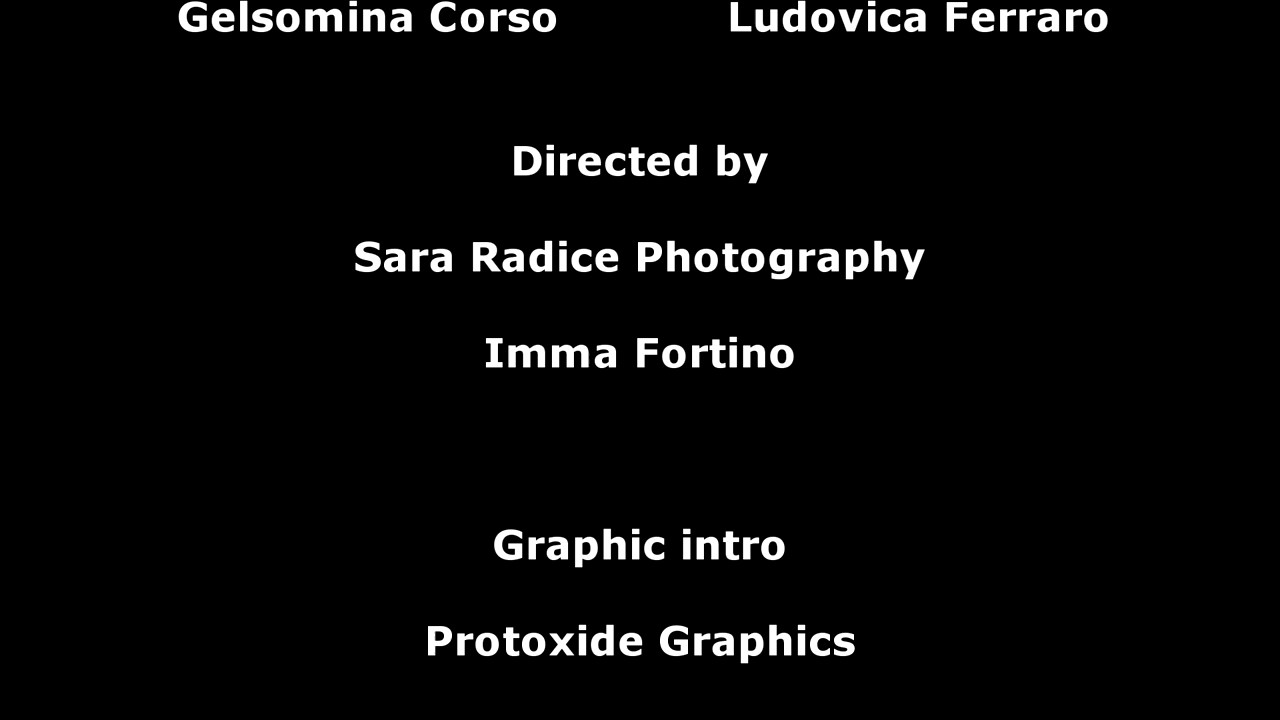 Gelsomina Corso Ludovica Ferraro
Directed by
Sara Radice Photography
Imma Fortino
Graphic intro
Protoxide Graphics